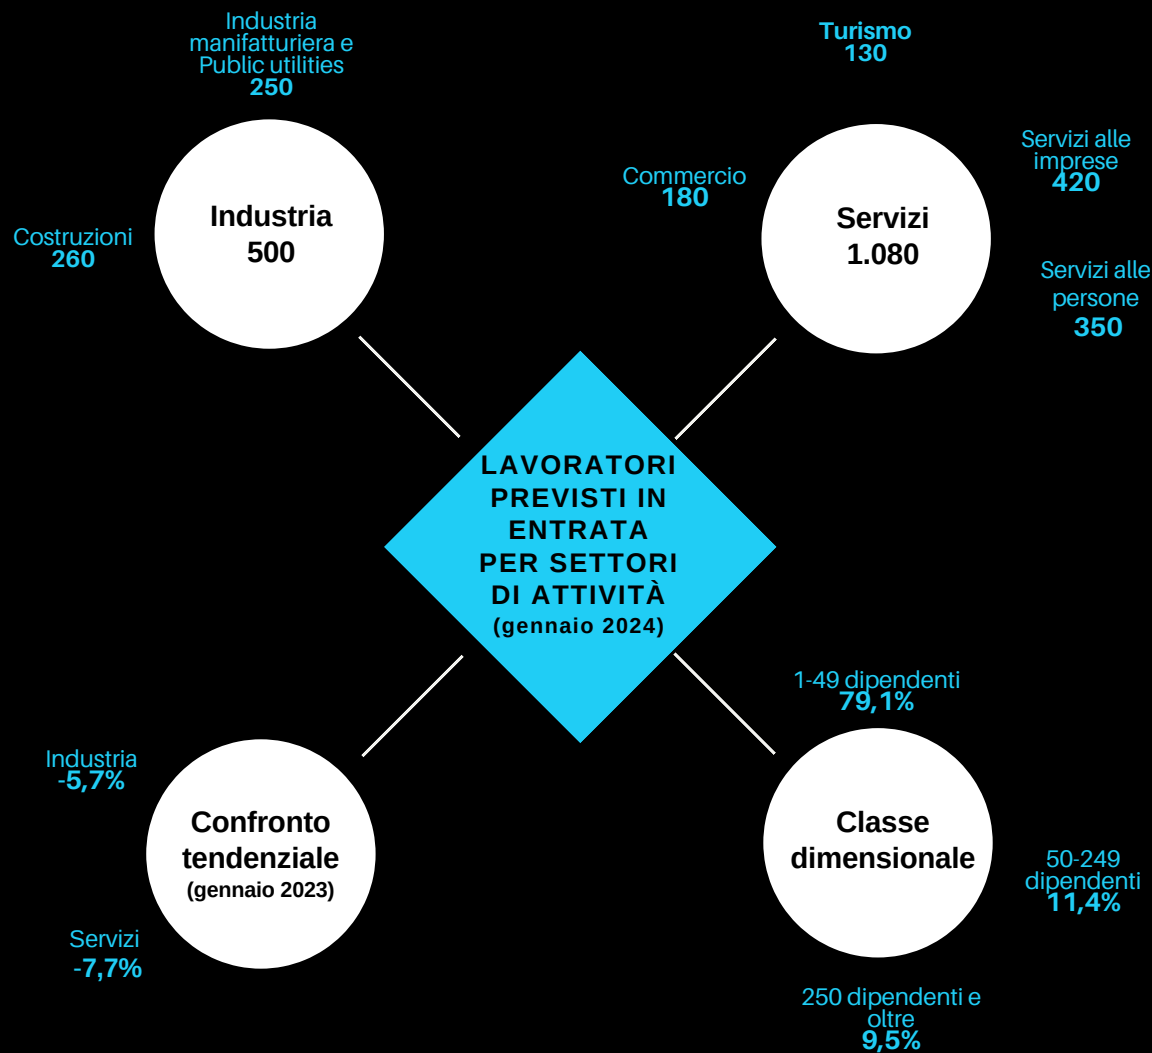 Industria
manifatturiera e
Public utilities
250
Costruzioni
260
Industria
500
Turismo
130
Commercio
180
Servizi alle
imprese
420
Servizi alle
persone
350
Servizi
1.080
LAVORATORI
PREVISTI IN
ENTRATA
PER SETTORI
DI ATTIVITÀ
(gennaio 2024)
Industria
-5,7%
Servizi
-7,7%
Confronto
tendenziale
(gennaio 2023)
1-49 dipendenti
79,1%
Classe
dimensionale
50-249
dipendenti
11,4%
250 dipendenti e
oltre
9,5%